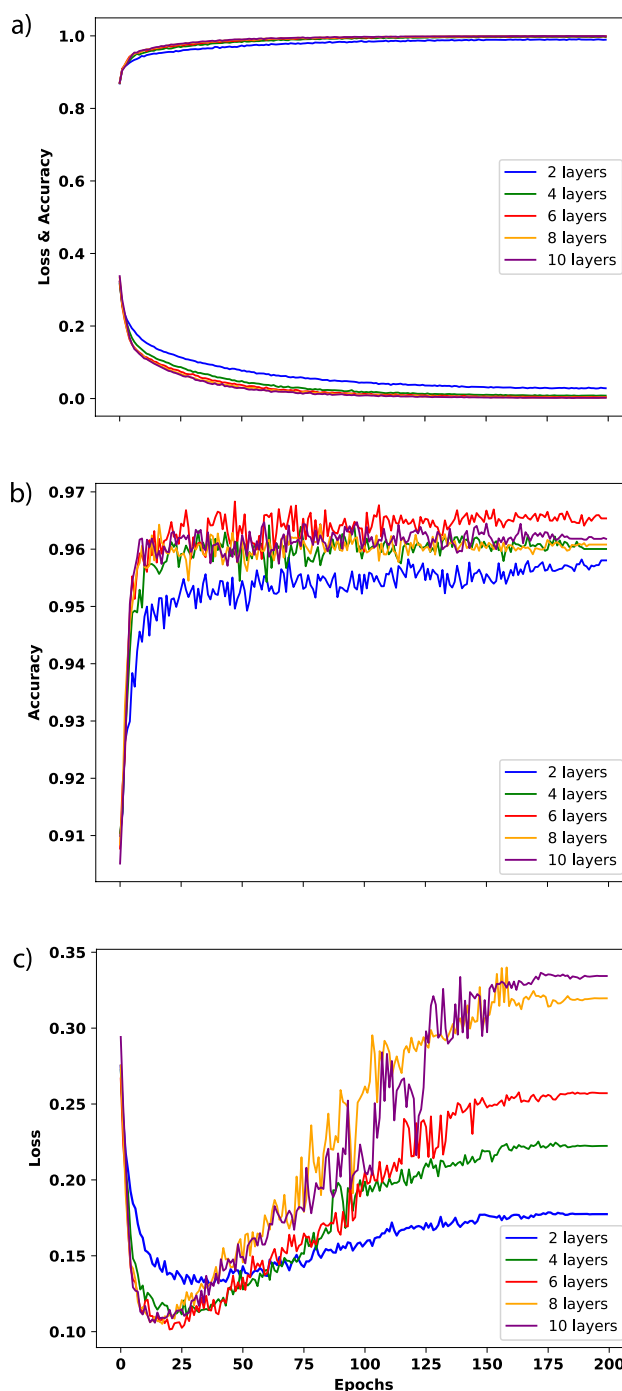 a)
1.0
0.8
0.6
0.4
0.2
0.0
Loss & Accuracy
2 layers
4 layers
6 layers
8 layers
10 layers
b)
0.97
0.96
0.95
0.94
0.93
0.92
0.91
Accuracy
2 layers
4 layers
6 layers
8 layers
10 layers
c)
0.35
0.30
0.25
0.20
0.15
0.10
Loss
2 layers
4 layers
6 layers
8 layers
10 layers
0 25 50 75 100 125 150 175 200
Epochs